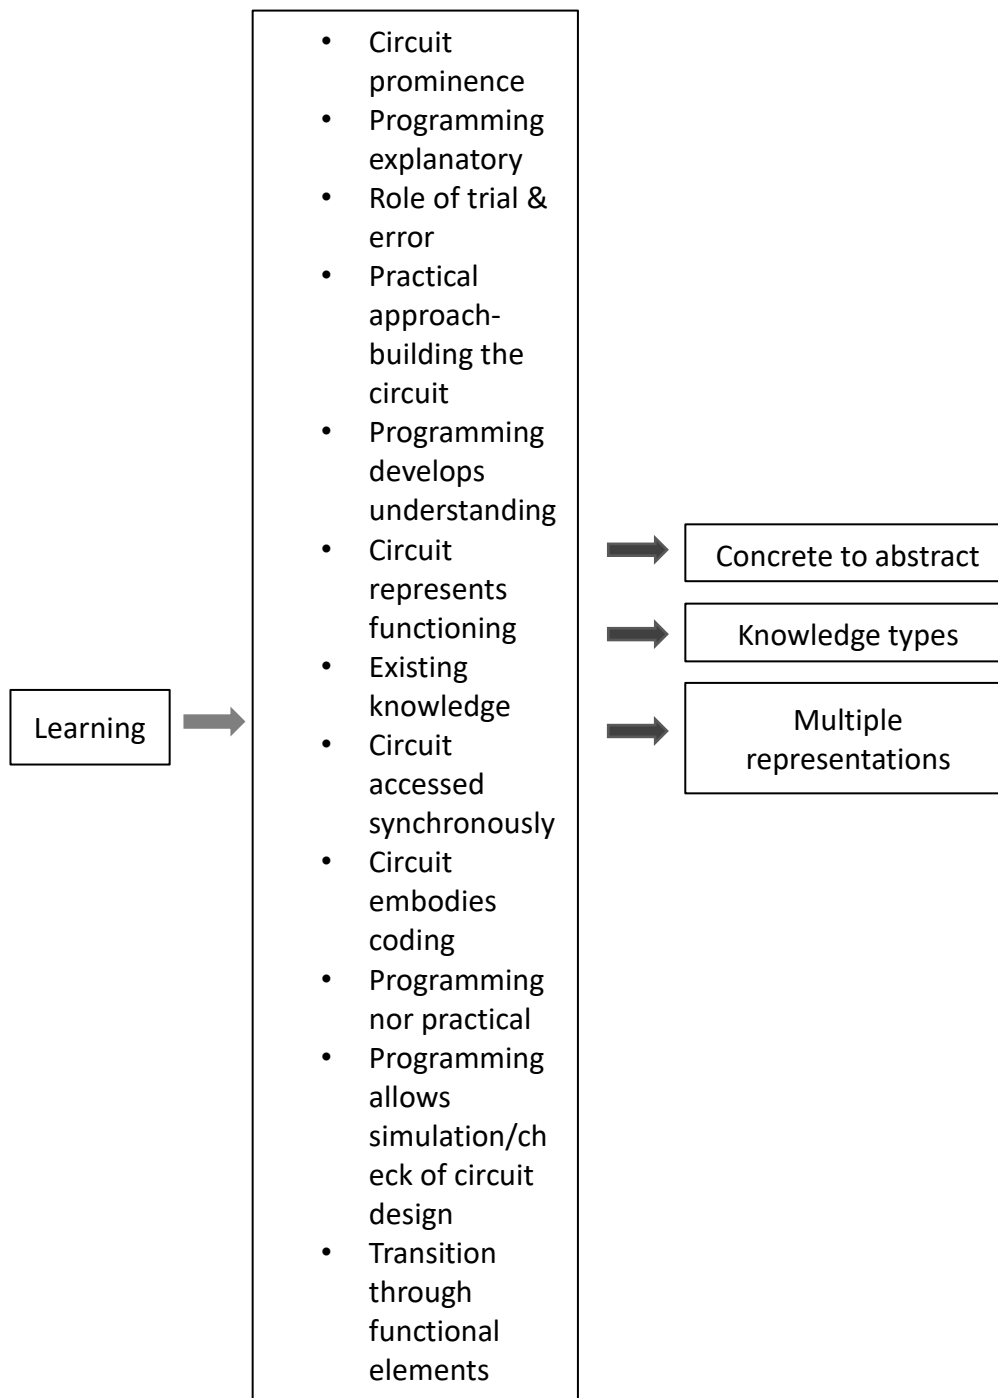 • Circuit
prominence
• Programming
explanatory
• Role of trial &
error
• Practical
approach-
building the
circuit
• Programming
develops
understanding
• Circuit
represents
functioning
• Existing
knowledge
• Circuit
accessed
synchronously
• Circuit
embodies
coding
• Programming
nor practical
• Programming
allows
simulation/ch
eck of circuit
design
• Transition
through
functional
elements
Learning
Concrete to abstract
Knowledge types
Multiple
representations